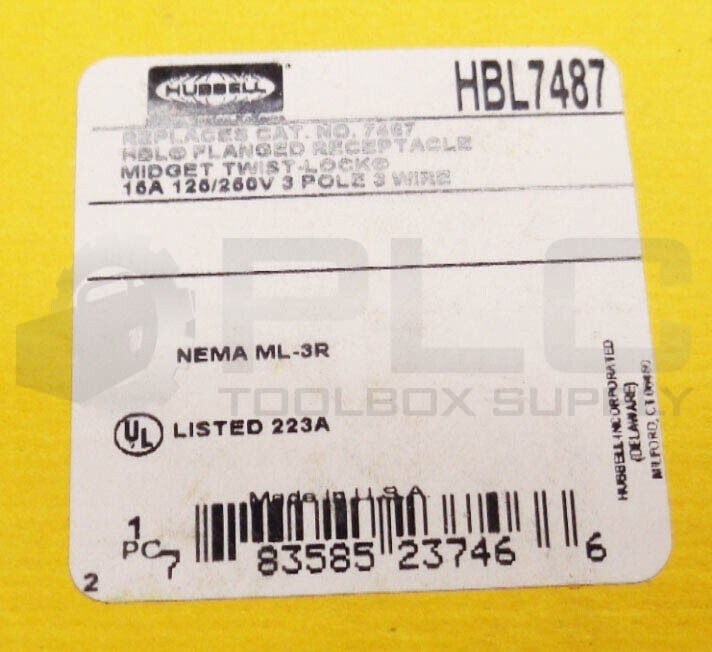 HUBBELL
HBL7487
REPLACES CAT. NO. 7487
HBL® FLANGED RECEPTACLE
MIDGET TWIST-LOCK®
15A 125/250V 3 POLE 3 WIRE
PLC
TOOLBOX SUPPLY
NEMA ML-3R
UL LISTED 223A
HUBBELL INCORPORATED
(DELAWARE)
MILFORD, CT 06460
Made in U.S.A.
1
PC
7 83585 23746 6
2